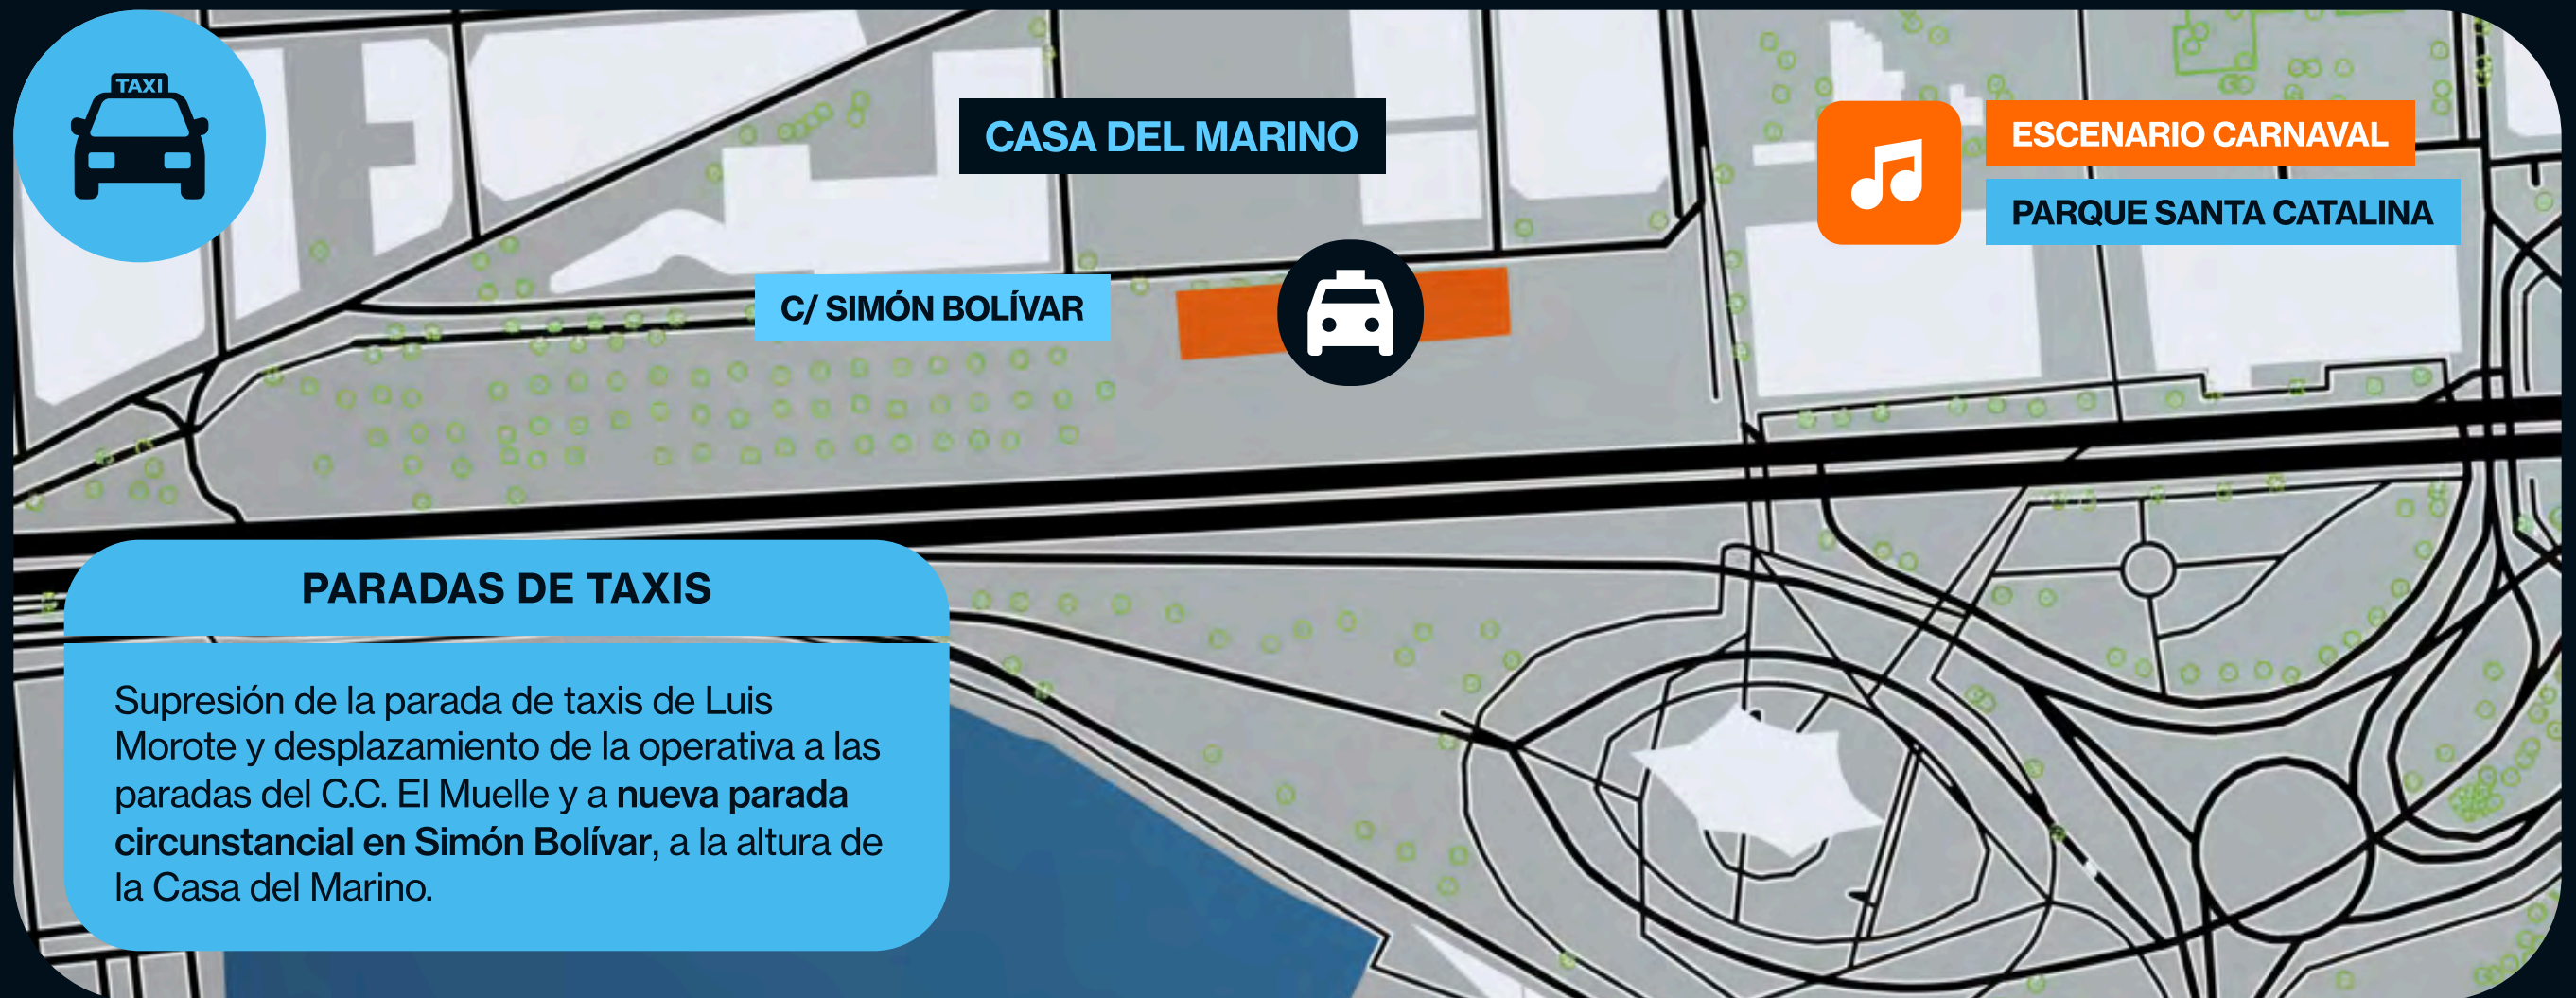 TAXI
CASA DEL MARINO
ESCENARIO CARNAVAL
PARQUE SANTA CATALINA
C/ SIMÓN BOLÍVAR
PARADAS DE TAXIS
Supresión de la parada de taxis de Luis
Morote y desplazamiento de la operativa a las
paradas del C.C. El Muelle y a nueva parada
circunstancial en Simón Bolívar, a la altura de
la Casa del Marino.